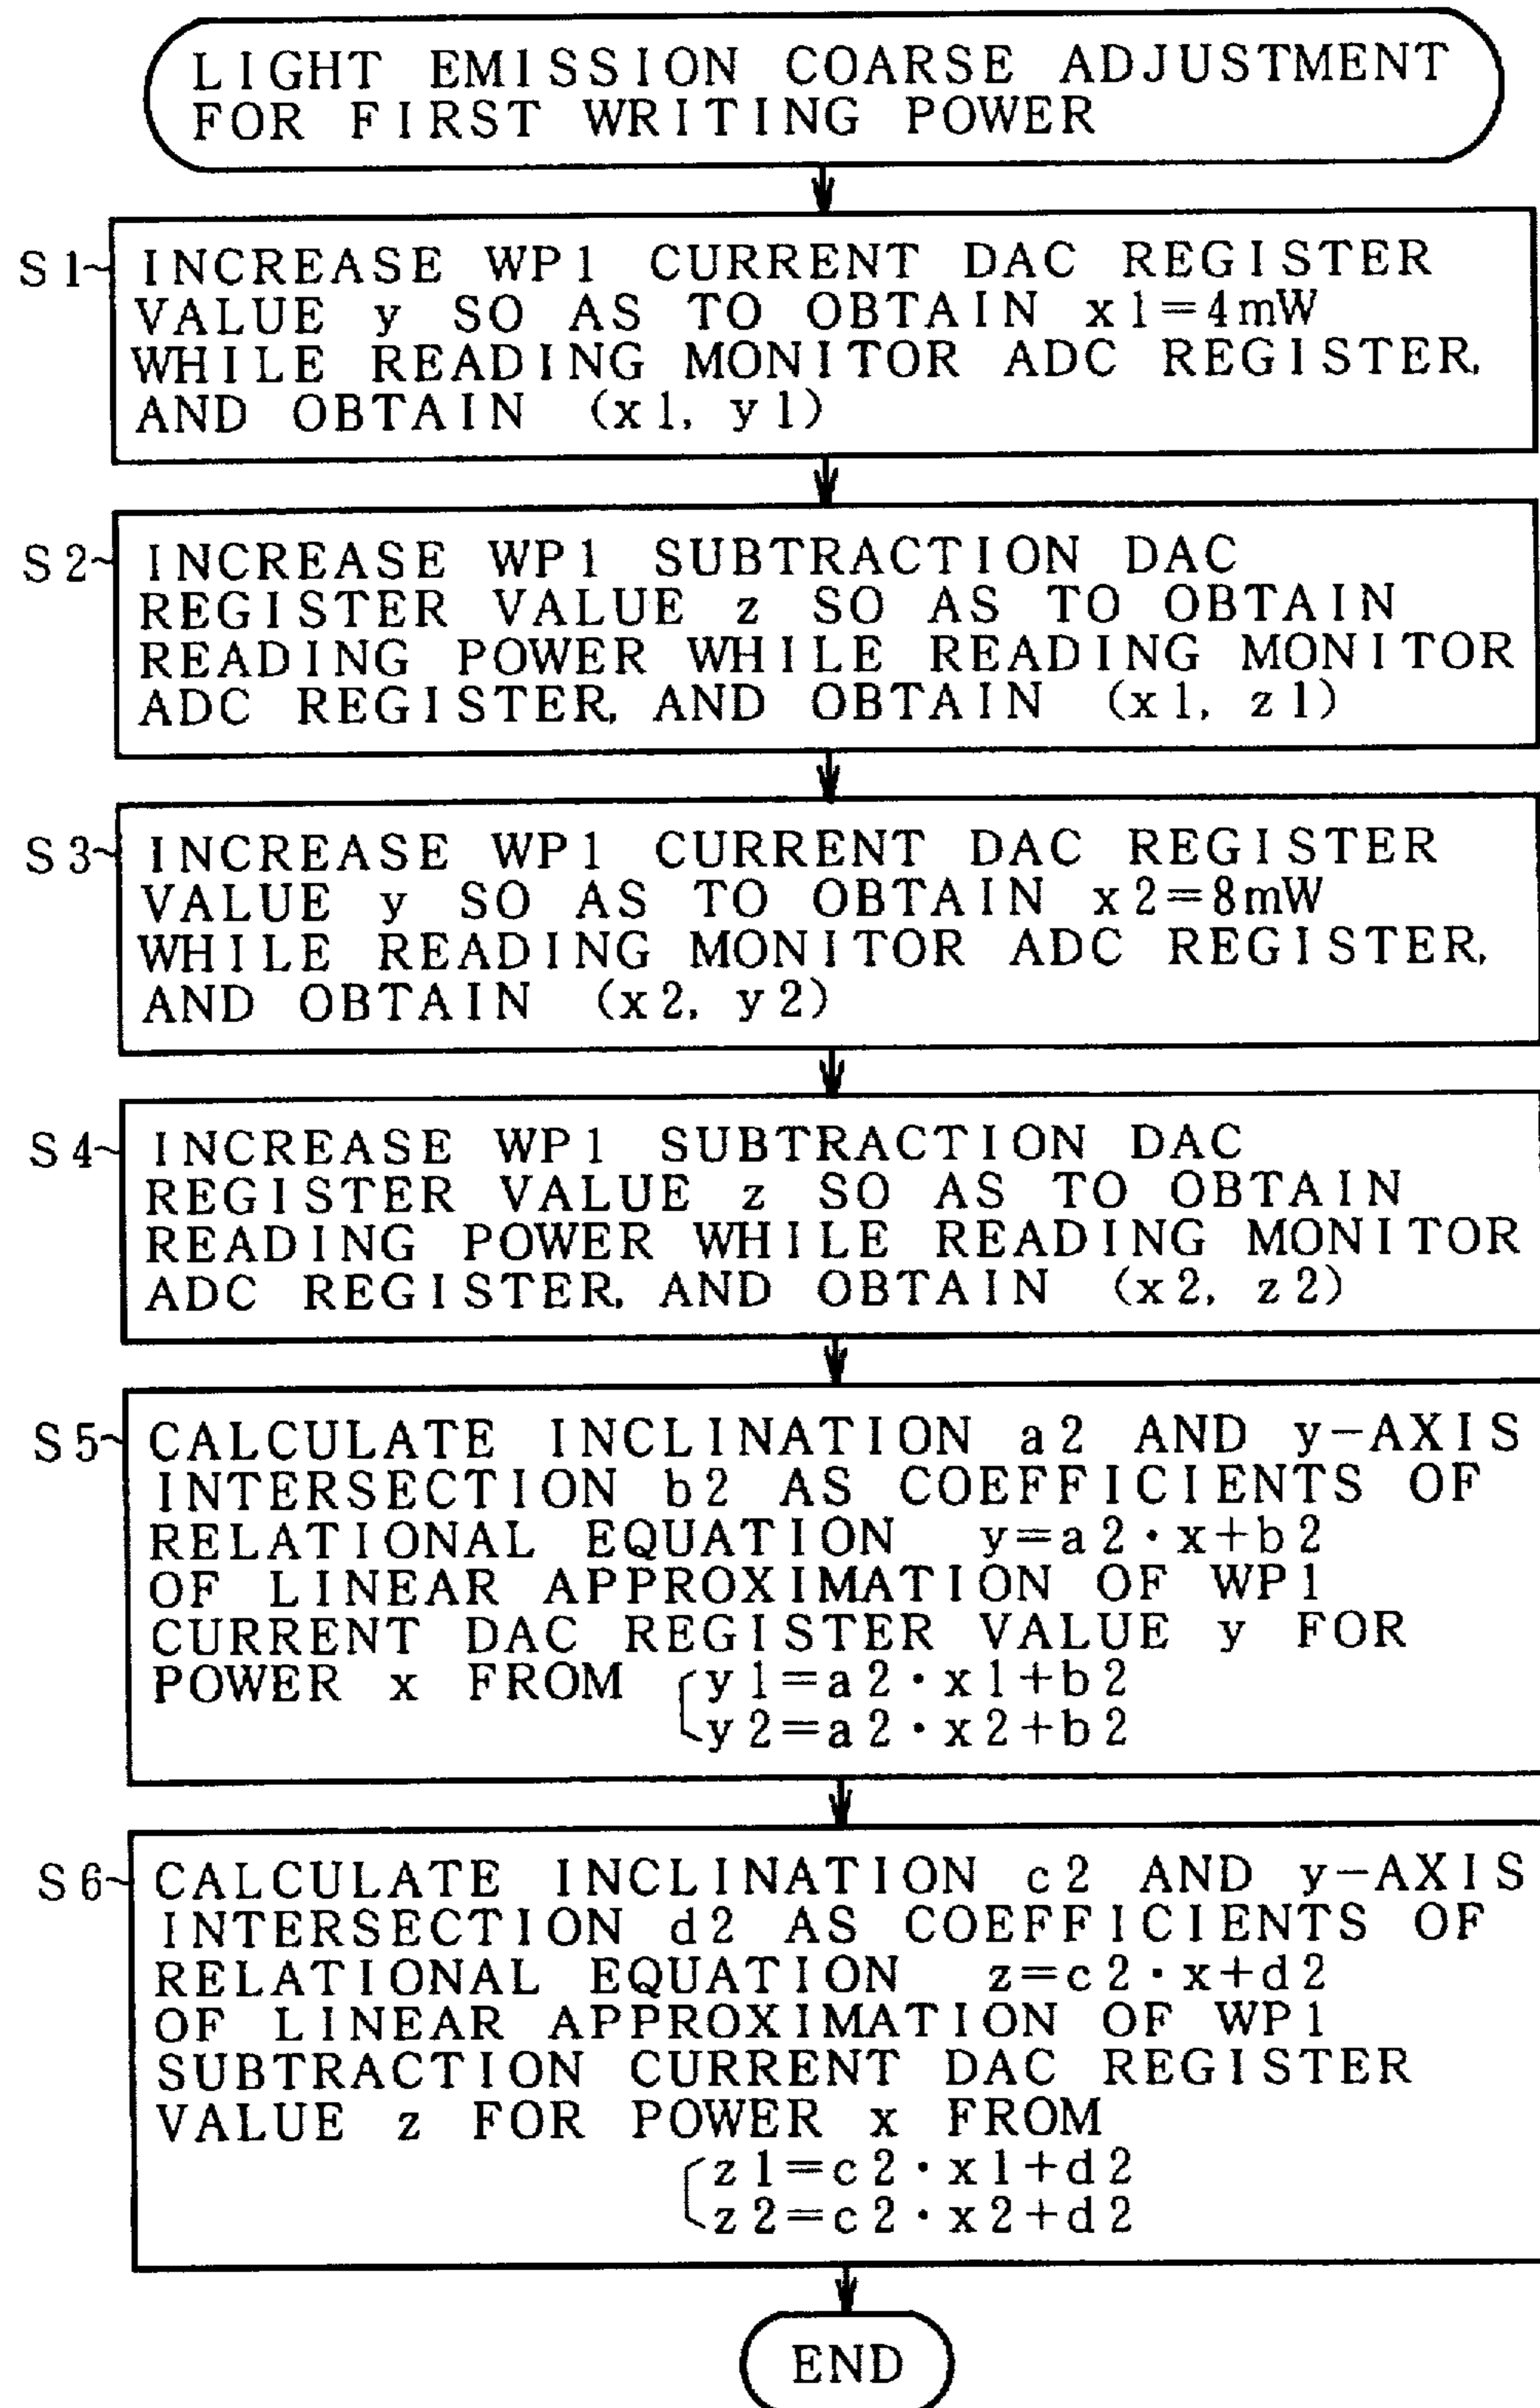 LIGHT EMISSION COARSE ADJUSTMENT
FOR FIRST WRITING POWER
S1
INCREASE WP1 CURRENT DAC REGISTER
VALUE y SO AS TO OBTAIN x1=4mW
WHILE READING MONITOR ADC REGISTER,
AND OBTAIN (x1, y1)
S2
INCREASE WP1 SUBTRACTION DAC
REGISTER VALUE z SO AS TO OBTAIN
READING POWER WHILE READING MONITOR
ADC REGISTER, AND OBTAIN (x1, z1)
S3
INCREASE WP1 CURRENT DAC REGISTER
VALUE y SO AS TO OBTAIN x2=8mW
WHILE READING MONITOR ADC REGISTER,
AND OBTAIN (x2, y2)
S4
INCREASE WP1 SUBTRACTION DAC
REGISTER VALUE z SO AS TO OBTAIN
READING POWER WHILE READING MONITOR
ADC REGISTER, AND OBTAIN (x2, z2)
S5
CALCULATE INCLINATION a2 AND y-AXIS
INTERSECTION b2 AS COEFFICIENTS OF
RELATIONAL EQUATION y=a2·x+b2
OF LINEAR APPROXIMATION OF WP1
CURRENT DAC REGISTER VALUE y FOR
POWER x FROM y1=a2·x1+b2
y2=a2·x2+b2
S6
CALCULATE INCLINATION c2 AND y-AXIS
INTERSECTION d2 AS COEFFICIENTS OF
RELATIONAL EQUATION z=c2·x+d2
OF LINEAR APPROXIMATION OF WP1
SUBTRACTION CURRENT DAC REGISTER
VALUE z FOR POWER x FROM
z1=c2·x1+d2
z2=c2·x2+d2
END